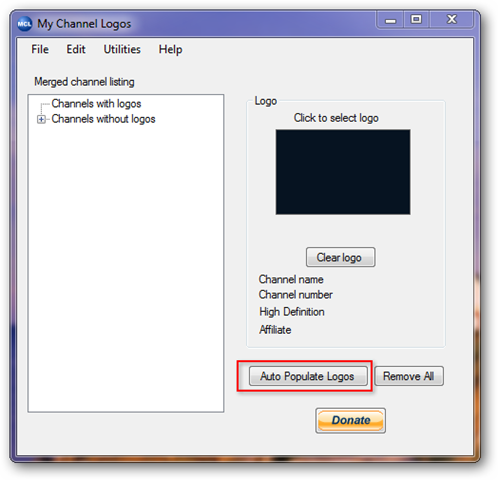 MCL My Channel Logos
File Edit Utilities Help
Merged channel listing
Channels with logos
Channels without logos
Logo
Click to select logo
Clear logo
Channel name
Channel number
High Definition
Affiliate
Auto Populate Logos Remove All
Donate